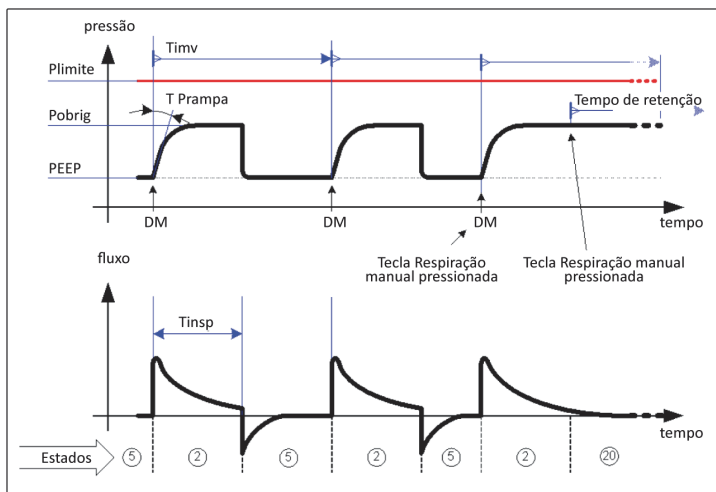 pressão
Timv
Plimite
T Prampa
Tempo de retenção
Pobrig
PEEP
DM
DM
DM
tempo
Tecla Respiração
manual pressionada
Tecla Respiração manual
pressionada
fluxo
Tinsp
tempo
Estados
5
2
5
2
5
2
20